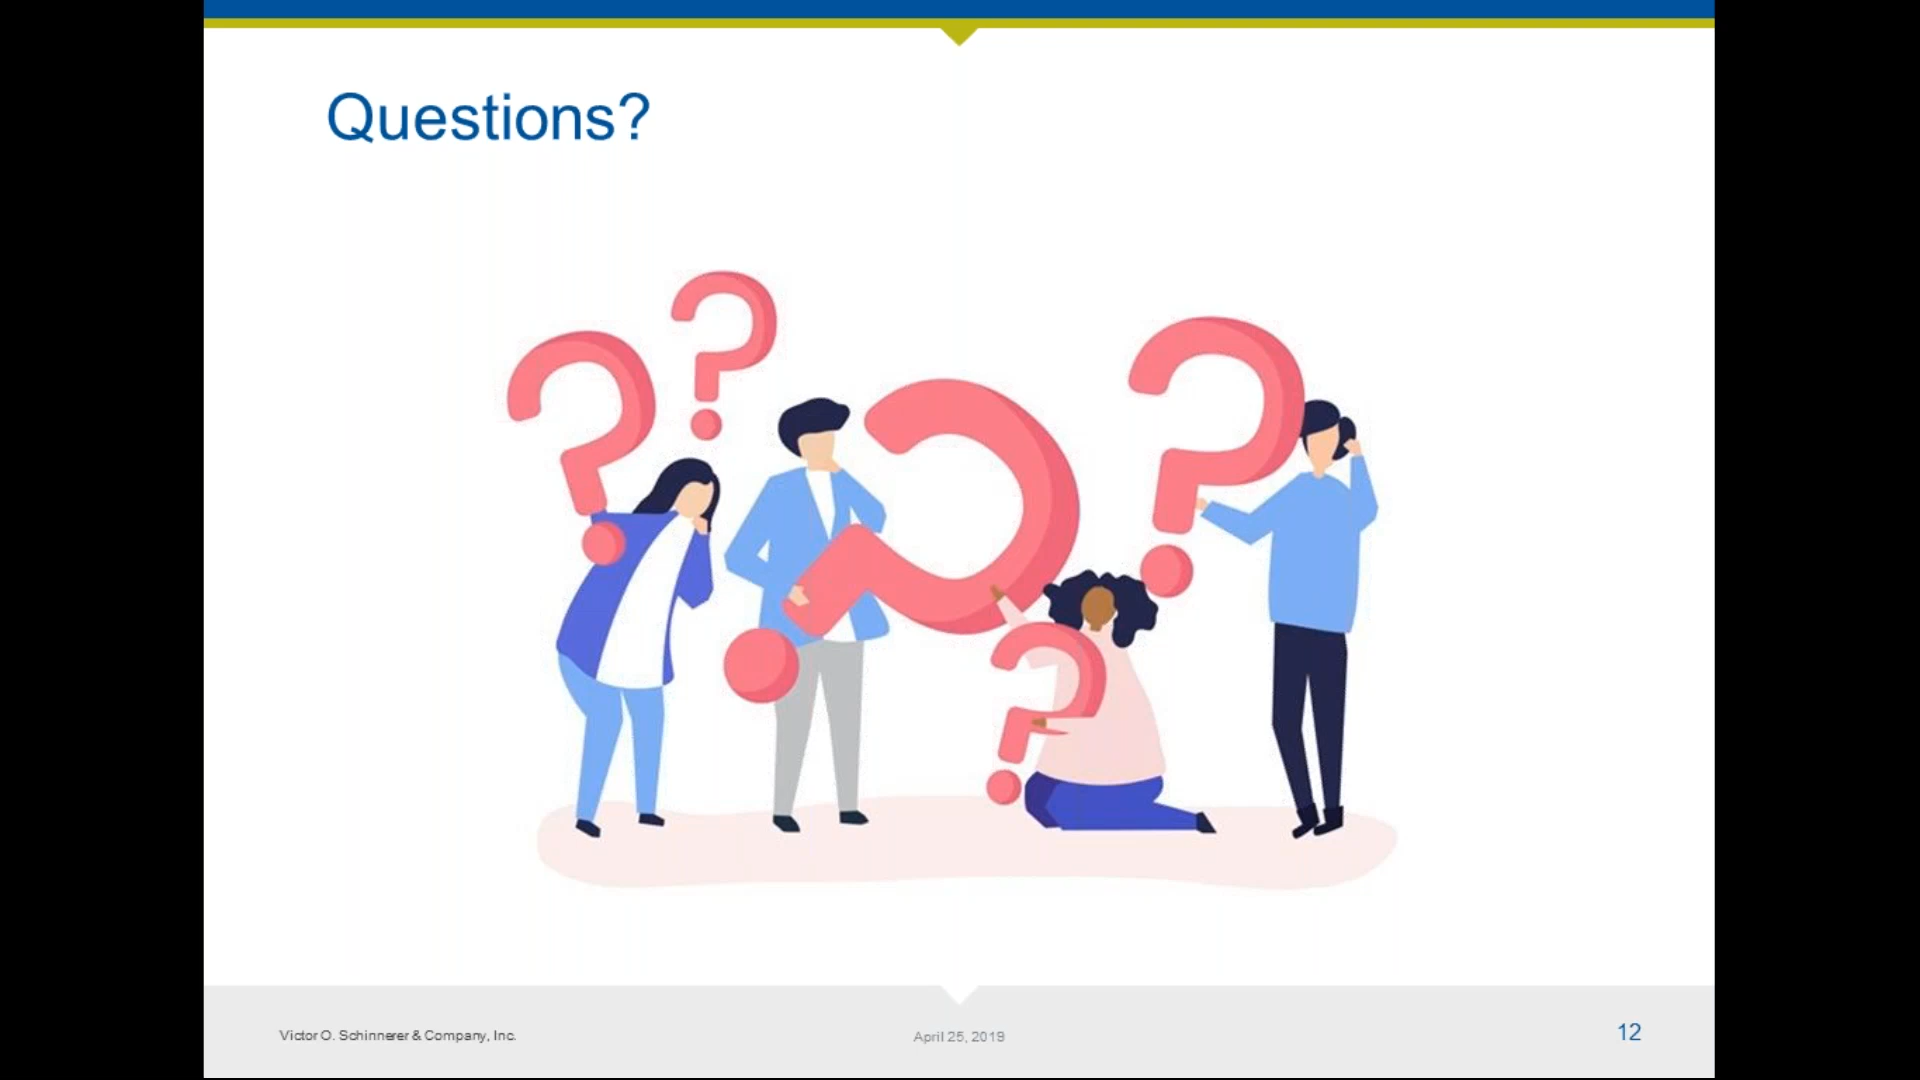 Questions?
Victor O. Schinnerer & Company, Inc.
April 25, 2019
12